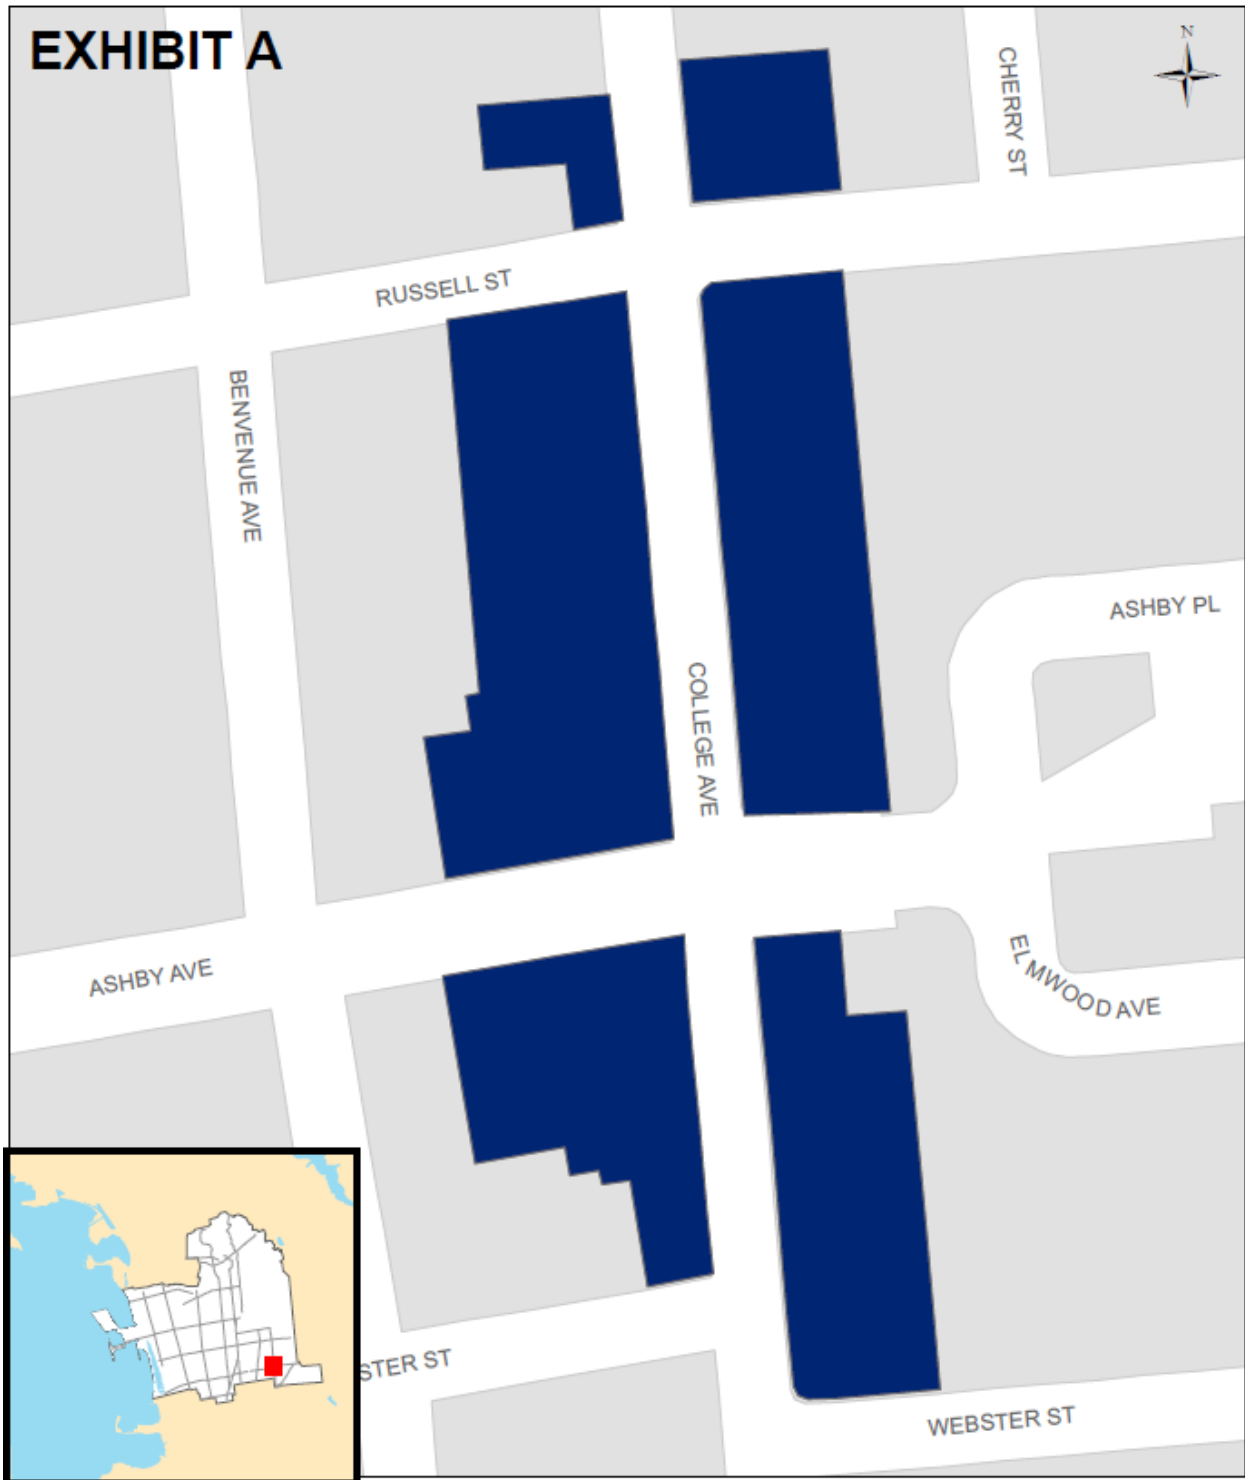 EXHIBIT A
N
CHERRY ST
RUSSELL ST
BENVENUE AVE
ASHBY PL
COLLEGE AVE
ASHBY AVE
ELMWOOD AVE
STER ST
WEBSTER ST